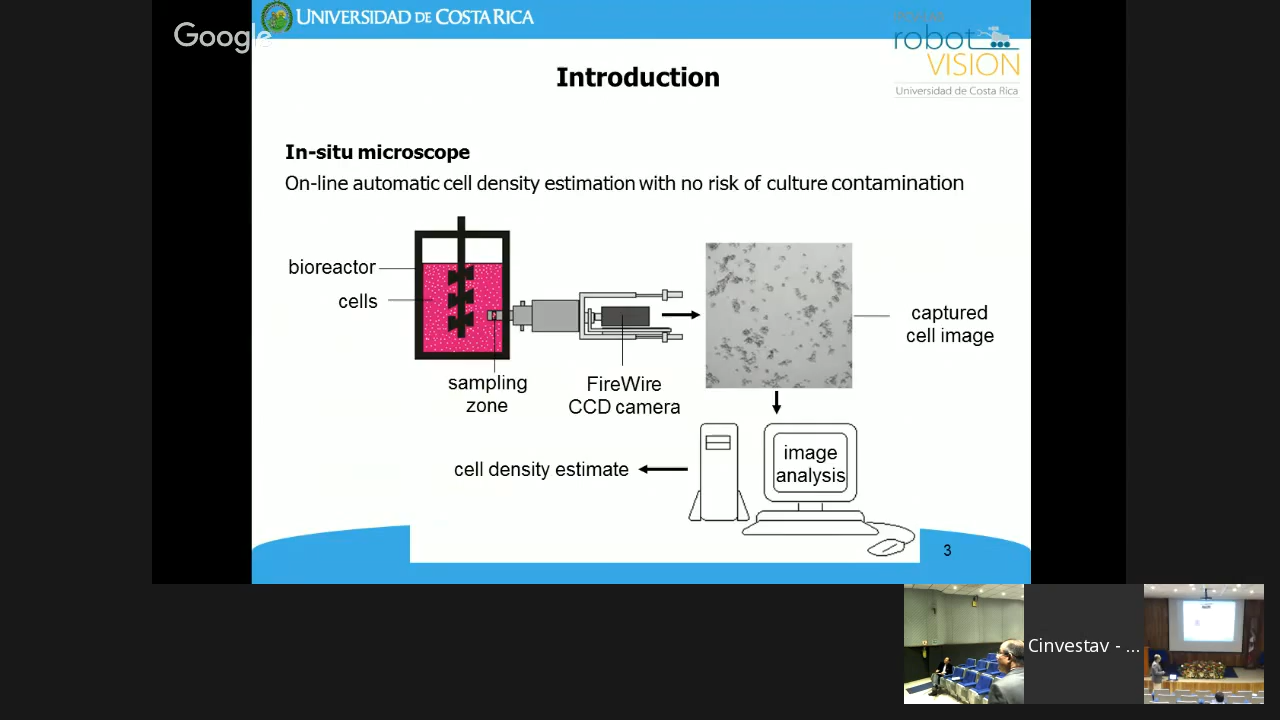 UNIVERSIDAD DE COSTA RICA
Google
robot
VISION
Universidad de Costa Rica
Introduction
In-situ microscope
On-line automatic cell density estimation with no risk of culture contamination
bioreactor
cells
sampling
zone
FireWire
CCD camera
captured
cell image
image
analysis
cell density estimate
3
Cinvestav - ...